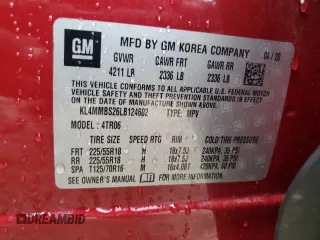 GM
MFD BY GM KOREA COMPANY 04 / 20
GVWR GAWR FRT GAWR RR
4211 LB 2336 LB 2336 LB
THIS VEHICLE CONFORMS TO ALL APPLICABLE U.S. FEDERAL MOTOR
VEHICLE SAFETY AND THEFT PREVENTION STANDARDS
IN EFFECT ON THE DATE OF MANUFACTURE SHOWN ABOVE.
KL4MMBS26LB124602 TYPE: MPV
MODEL: 4TR06
TIRE SIZE SPEED RTG RIM COLD TIRE PRESSURE
FRT 225/55R18 H 18x7.5J 240KPA, 35 PSI
RR 225/55R18 H 18x7.5J 240KPA, 35 PSI
SPA T125/70R16 M 16x4.0BT 420KPA, 60 PSI
SEE OWNER'S MANUAL FOR MORE INFORMATION.